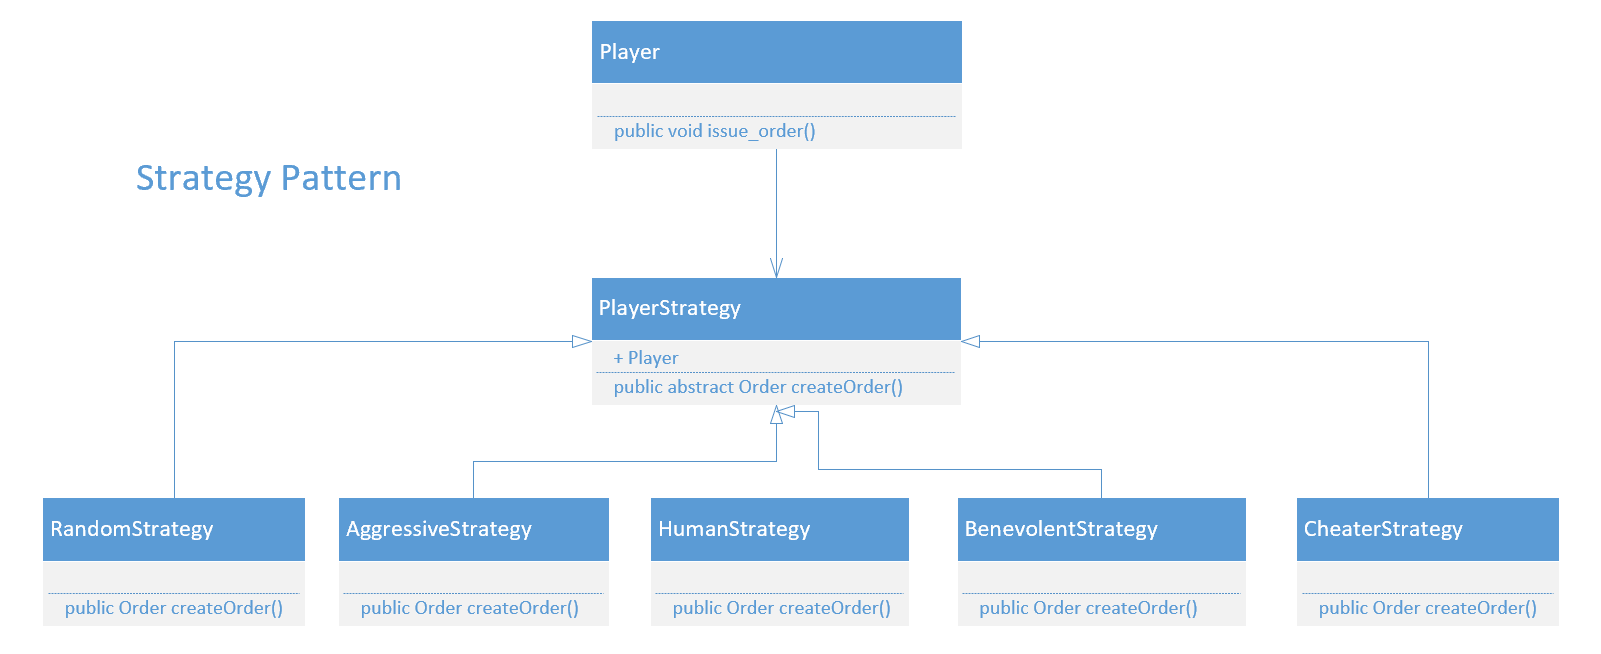 Player
public void issue_order()
Strategy Pattern
PlayerStrategy
+ Player
public abstract Order createOrder()
RandomStrategy
public Order createOrder()
AggressiveStrategy
public Order createOrder()
HumanStrategy
public Order createOrder()
BenevolentStrategy
public Order createOrder()
CheaterStrategy
public Order createOrder()